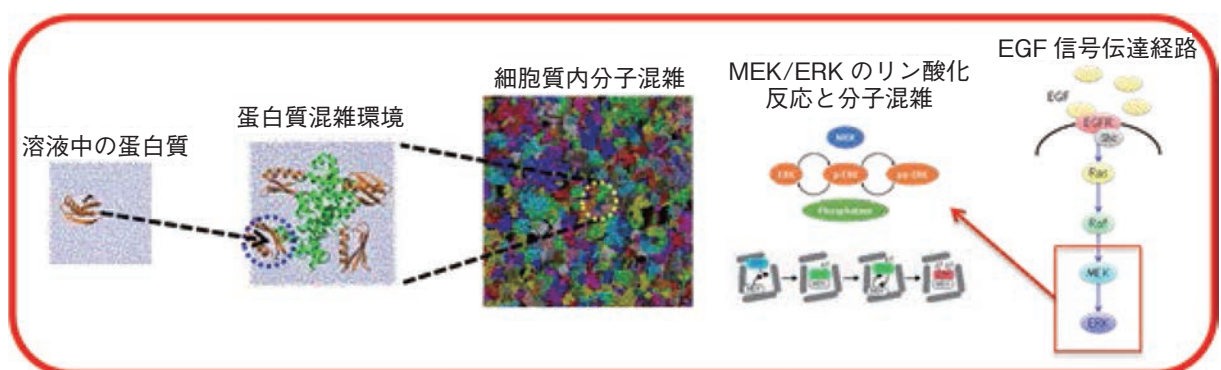 溶液中の蛋白質
蛋白質混雑環境
細胞質内分子混雑
MEK/ERK のリン酸化
反応と分子混雑
MEK
ERK
p-ERK
pp-ERK
Phosphatase
EGF 信号伝達経路
EGF
EGFR
Shc
Ras
Raf
MEK
ERK